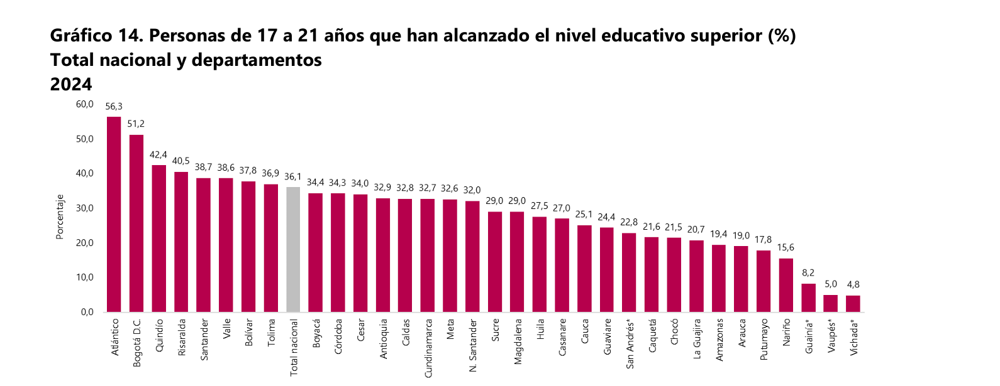 Gráfico 14. Personas de 17 a 21 años que han alcanzado el nivel educativo superior (%)
Total nacional y departamentos
2024
Porcentaje
60,0
50,0
40,0
30,0
20,0
10,0
0,0
56,3
51,2
42,4
40,5
38,7
38,6
37,8
36,9
36,1
34,4
34,3
34,0
32,9
32,8
32,7
32,6
32,0
29,0
29,0
27,5
27,0
25,1
24,4
22,8
21,6
21,5
20,7
19,4
19,0
17,8
15,6
8,2
5,0
4,8
Atlántico
Bogotá D.C.
Quindío
Risaralda
Santander
Valle
Bolívar
Tolima
Total nacional
Boyacá
Córdoba
Cesar
Antioquia
Caldas
Cundinamarca
Meta
N. Santander
Sucre
Magdalena
Huila
Casanare
Cauca
Guaviare
San Andrés*
Caquetá
Chocó
La Guajira
Amazonas
Arauca
Putumayo
Nariño
Guainía*
Vaupés*
Vichada*